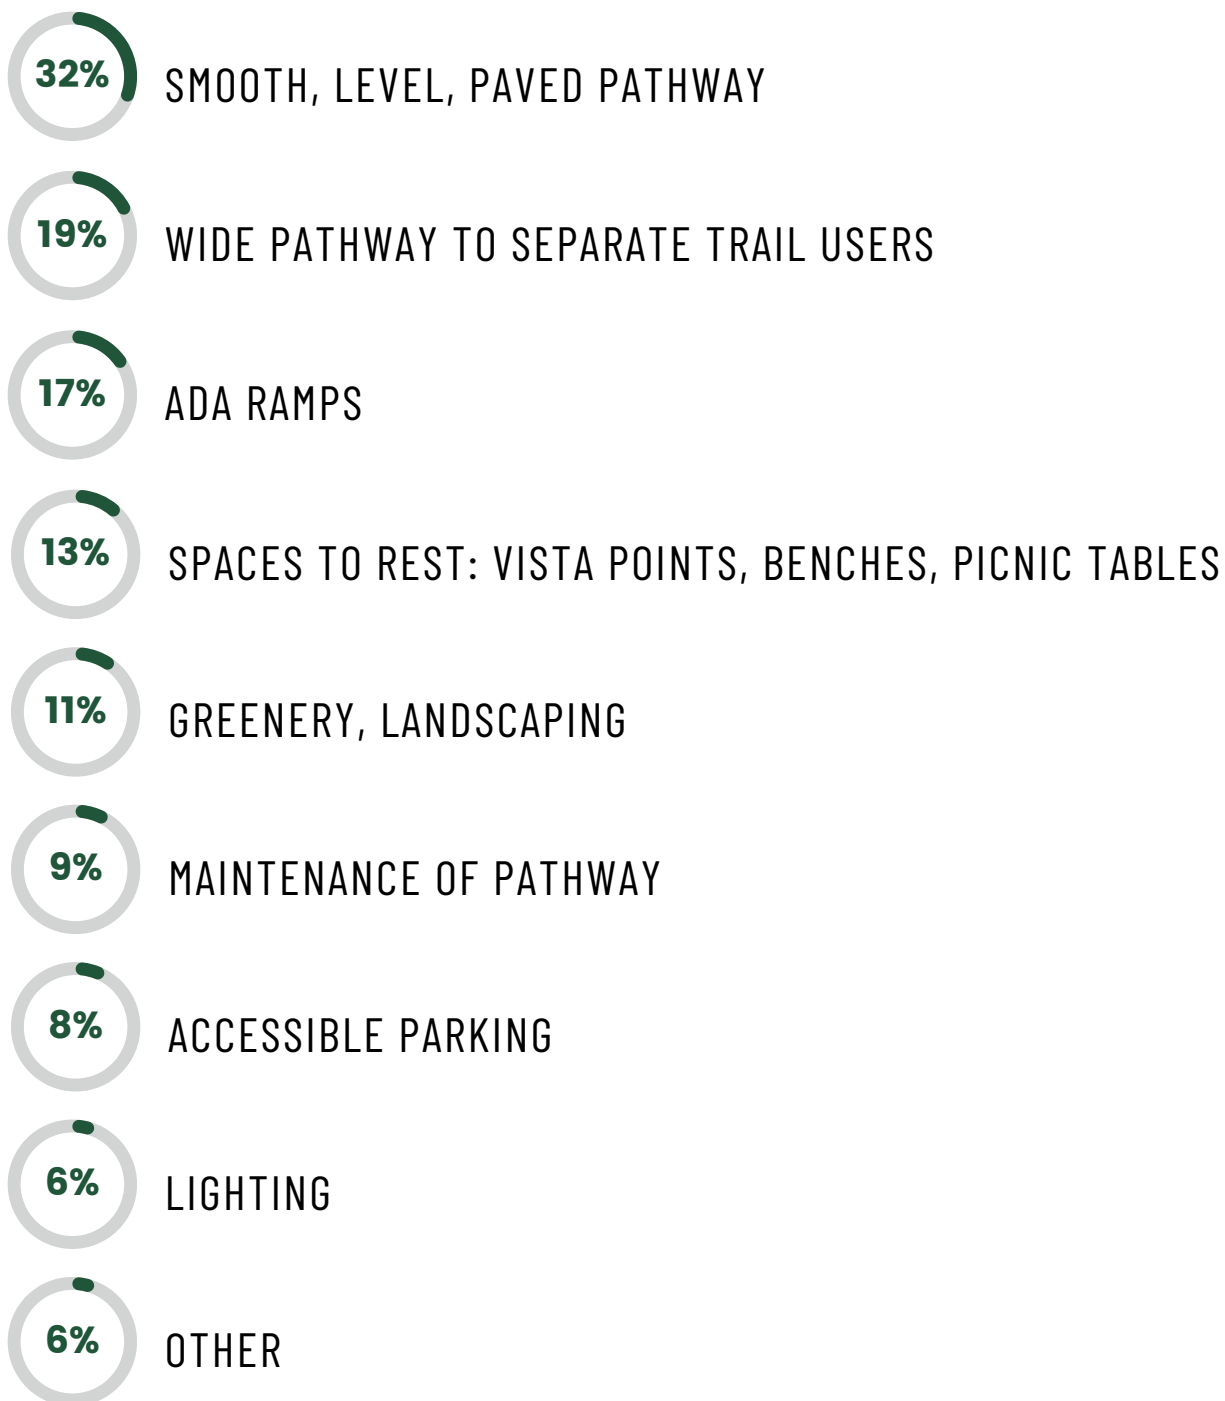 32% SMOOTH, LEVEL, PAVED PATHWAY
19% WIDE PATHWAY TO SEPARATE TRAIL USERS
17% ADA RAMPS
13% SPACES TO REST: VISTA POINTS, BENCHES, PICNIC TABLES
11% GREENERY, LANDSCAPING
9% MAINTENANCE OF PATHWAY
8% ACCESSIBLE PARKING
6% LIGHTING
6% OTHER